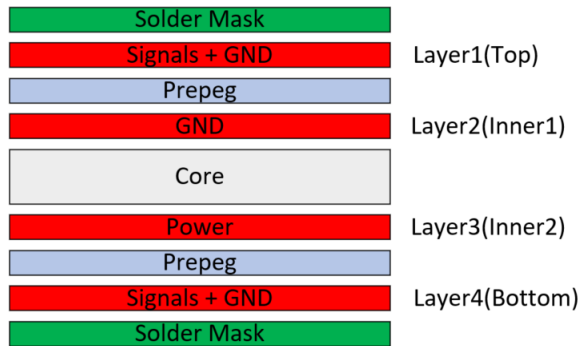 Solder Mask
Signals + GND Layer1(Top)
Prepeg
GND Layer2(Inner1)
Core
Power Layer3(Inner2)
Prepeg
Signals + GND Layer4(Bottom)
Solder Mask